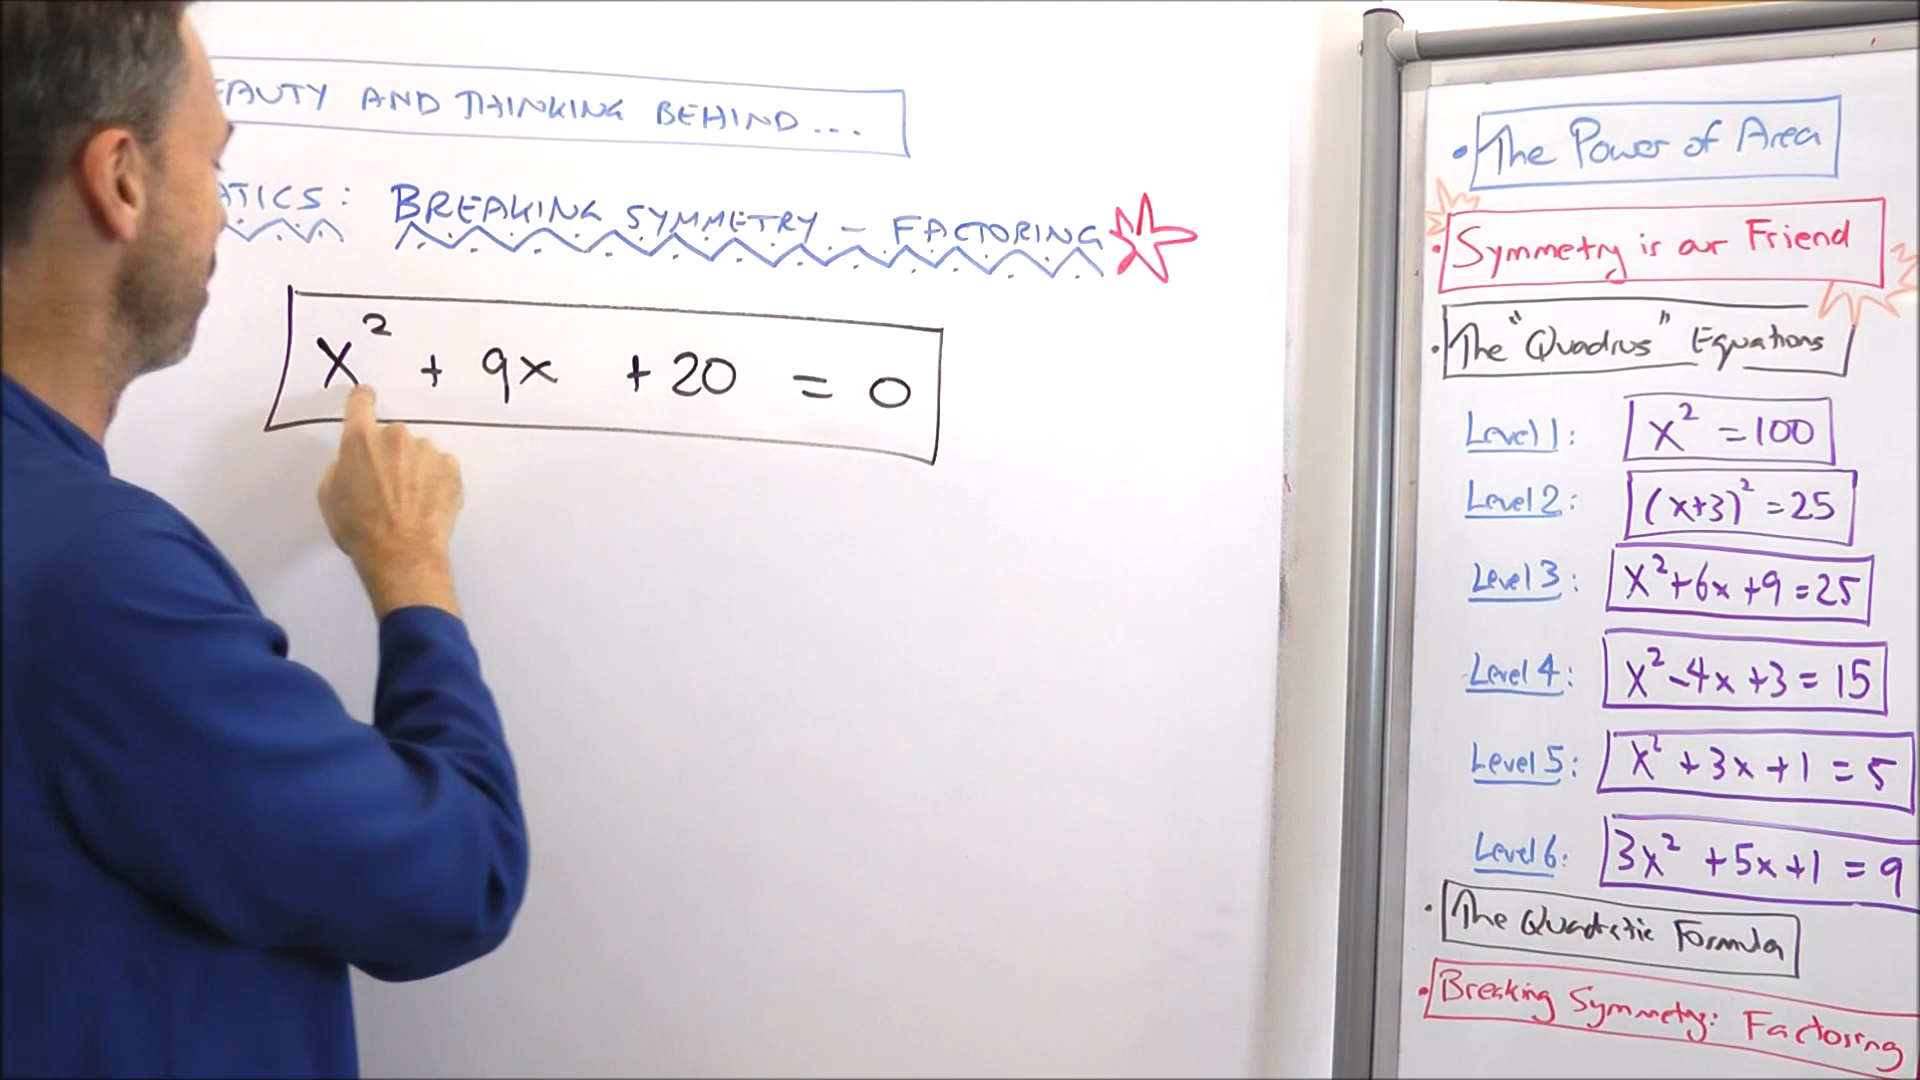 BEAUTY AND THINKING BEHIND...
ATICS: BREAKING SYMMETRY – FACTORING
x² + 9x + 20 = 0
• The Power of Area
• Symmetry is our Friend
• The "Quadrus" Equations
Level 1: x² = 100
Level 2: (x+3)² = 25
Level 3: x² + 6x + 9 = 25
Level 4: x² - 4x + 3 = 15
Level 5: x² + 3x + 1 = 5
Level 6: 3x² + 5x + 1 = 9
• The Quadratic Formula
• Breaking Symmetry: Factoring